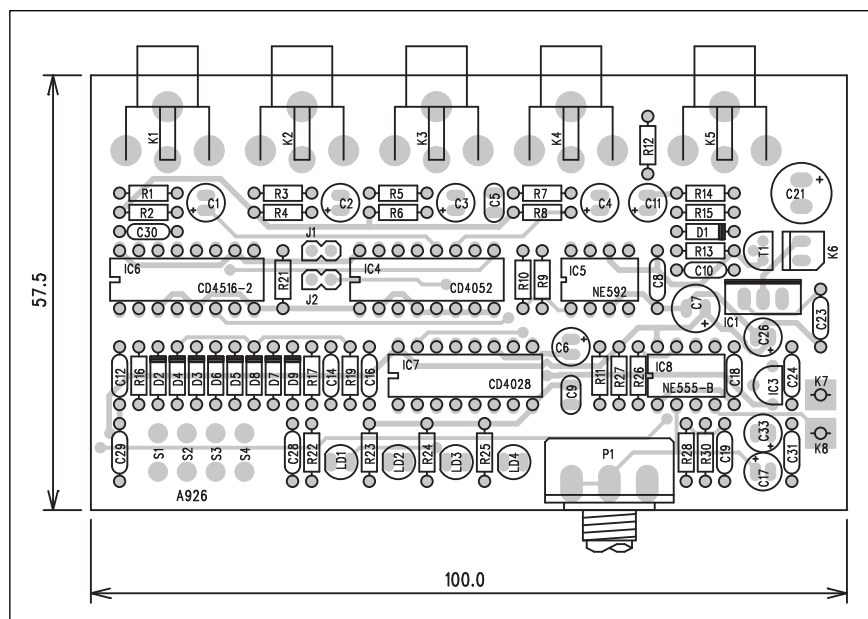 K1 K2 K3 K4 R12 K5
R1 C1 R3 C2 R5 C3 C5 R7 C4 C11 R14 C21
R2 R4 R6 R8 R15
C30 J1 D1
R13 T1 K6
IC6 CD4516-2 R21 IC4 CD4052 R10 R9 IC5 NE592 C8 C10
J2
57.5
C7 IC1 C23
C6 C26
C12 R16 D2 D4 D3 D6 D5 D8 D7 D9 R17 C14 R19 C16 IC7 CD4028 R11 R27 R26 IC8 NE555-B C18 IC3 C24 K7
C9
C29 S1 S2 S3 S4 C28 R22 LD1 R23 LD2 R24 LD3 R25 LD4 P1 R28 R30 C19 C33 C31 K8
C17
A926
100.0